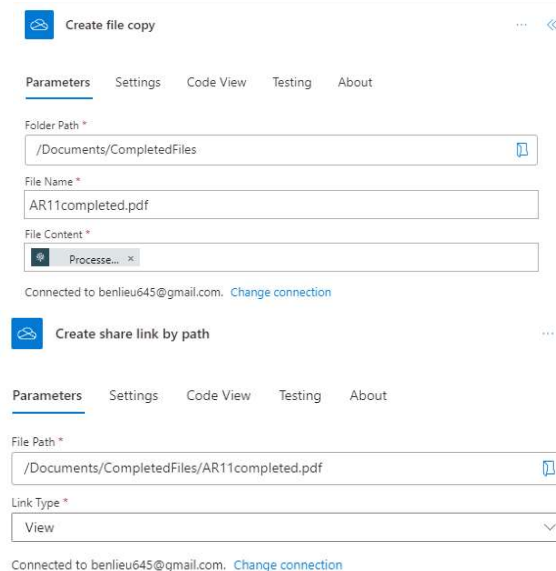 Create file copy
Parameters Settings Code View Testing About
Folder Path *
/Documents/CompletedFiles
File Name *
AR11completed.pdf
File Content *
Processe... ×
Connected to benlieu645@gmail.com. Change connection
Create share link by path
Parameters Settings Code View Testing About
File Path *
/Documents/CompletedFiles/AR11completed.pdf
Link Type *
View
Connected to benlieu645@gmail.com. Change connection